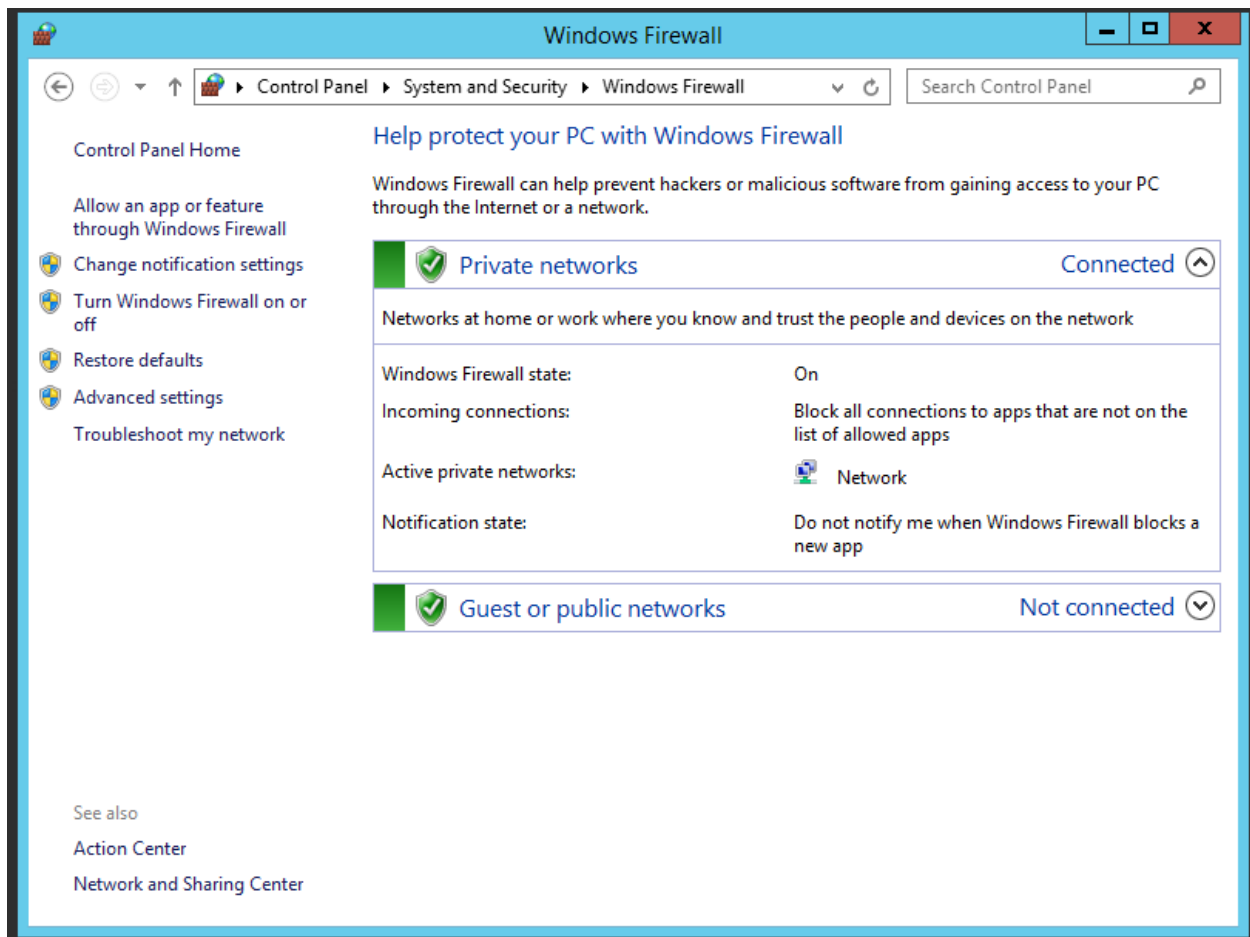 Windows Firewall
Control Panel
System and Security
Windows Firewall
Search Control Panel
Control Panel Home
Allow an app or feature
through Windows Firewall
Change notification settings
Turn Windows Firewall on or
off
Restore defaults
Advanced settings
Troubleshoot my network
See also
Action Center
Network and Sharing Center
Help protect your PC with Windows Firewall
Windows Firewall can help prevent hackers or malicious software from gaining access to your PC
through the Internet or a network.
Private networks
Connected
Networks at home or work where you know and trust the people and devices on the network
Windows Firewall state:
On
Incoming connections:
Block all connections to apps that are not on the
list of allowed apps
Active private networks:
Network
Notification state:
Do not notify me when Windows Firewall blocks a
new app
Guest or public networks
Not connected